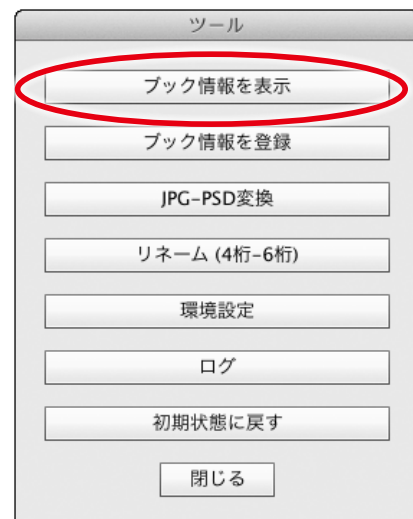 ツール
ブック情報を表示
ブック情報を登録
JPG-PSD変換
リネーム (4桁-6桁)
環境設定
ログ
初期状態に戻す
閉じる